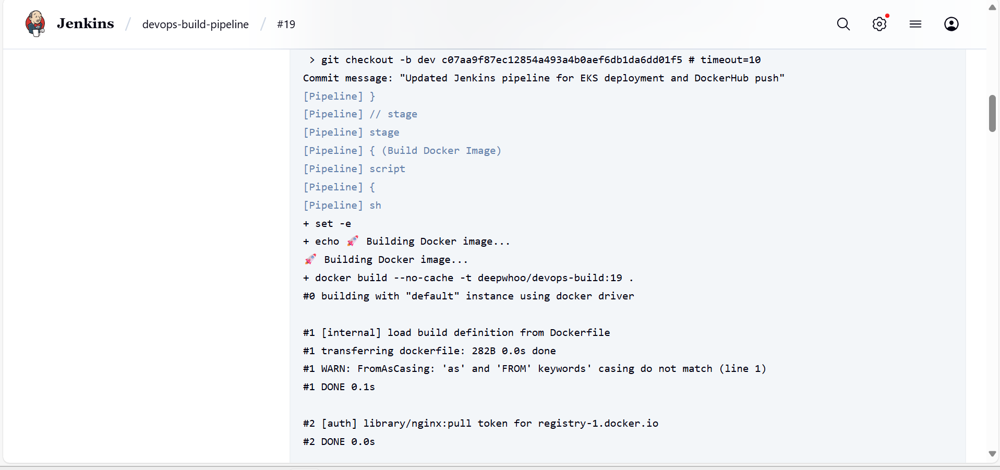 Jenkins / devops-build-pipeline / #19
> git checkout -b dev c07aa9f87ec12854a493a4b0aef6db1da6dd01f5 # timeout=10
Commit message: "Updated Jenkins pipeline for EKS deployment and DockerHub push"
[Pipeline] }
[Pipeline] // stage
[Pipeline] stage
[Pipeline] { (Build Docker Image)
[Pipeline] script
[Pipeline] {
[Pipeline] sh
+ set -e
+ echo 🚀 Building Docker image...
🚀 Building Docker image...
+ docker build --no-cache -t deepwhoo/devops-build:19 .
#0 building with "default" instance using docker driver
#1 [internal] load build definition from Dockerfile
#1 transferring dockerfile: 282B 0.0s done
#1 WARN: FromAsCasing: 'as' and 'FROM' keywords' casing do not match (line 1)
#1 DONE 0.1s
#2 [auth] library/nginx:pull token for registry-1.docker.io
#2 DONE 0.0s